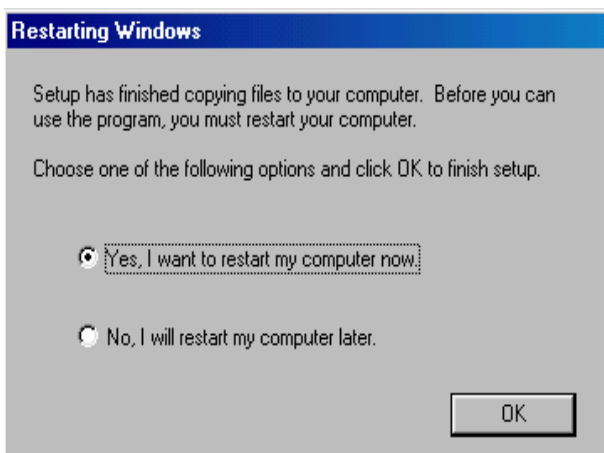 Restarting Windows
Setup has finished copying files to your computer.  Before you can
use the program, you must restart your computer.
Choose one of the following options and click OK to finish setup.
Yes, I want to restart my computer now.
No, I will restart my computer later.
OK